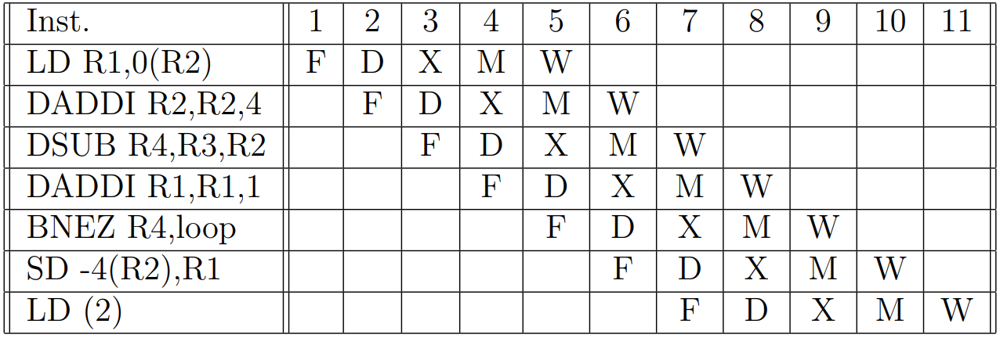 Inst. 1 2 3 4 5 6 7 8 9 10 11
LD R1,0(R2) F D X M W
DADDI R2,R2,4 F D X M W
DSUB R4,R3,R2 F D X M W
DADDI R1,R1,1 F D X M W
BNEZ R4,loop F D X M W
SD -4(R2),R1 F D X M W
LD (2) F D X M W